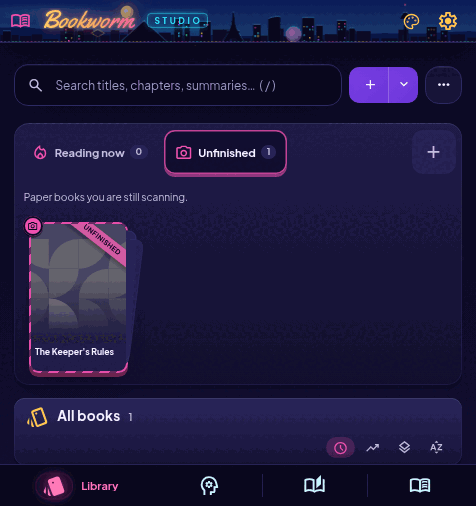 Bookworm STUDIO
Search titles, chapters, summaries... (/)
Reading now 0 Unfinished 1
Paper books you are still scanning.
UNFINISHED
The Keeper's Rules
All books 1
AZ
Library